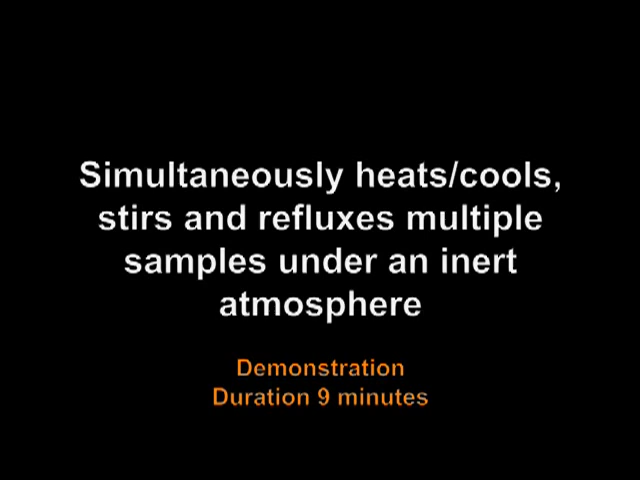 Simultaneously heats/cools,
stirs and refluxes multiple
samples under an inert
atmosphere
Demonstration
Duration 9 minutes